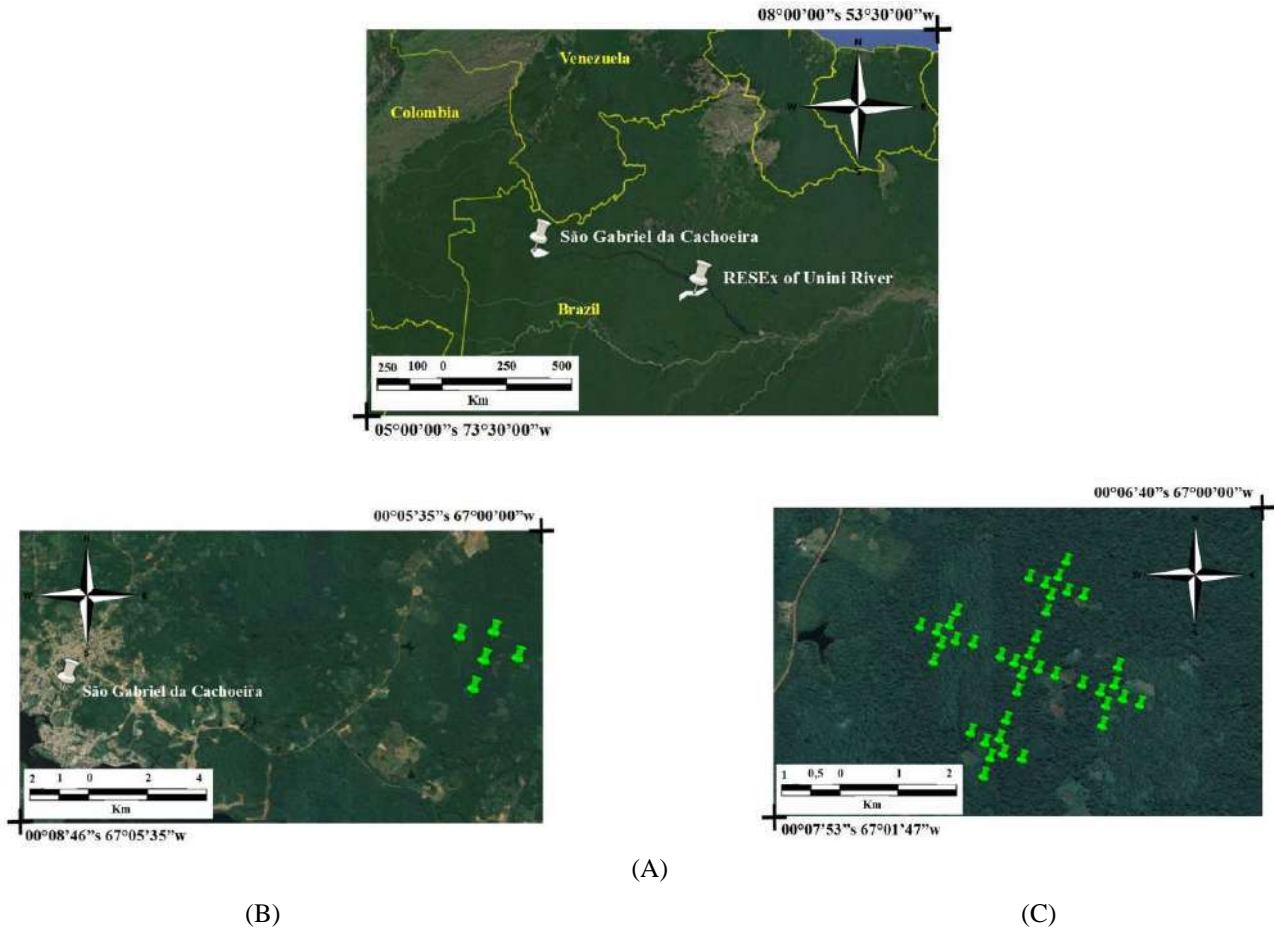 08°00'00"s 53°30'00"w
Venezuela
N
Colombia
W
E
S
São Gabriel da Cachoeira
RESEx of Unini River
Brazil
250 100 0 250 500
Km
05°00'00"s 73°30'00"w
00°05'35"s 67°00'00"w
N
W
E
S
São Gabriel da Cachoeira
2 1 0 2 4
Km
00°08'46"s 67°05'35"w
00°06'40"s 67°00'00"w
N
W
E
S
1 0,5 0 1 2
Km
00°07'53"s 67°01'47"w
(A)
(B)
(C)